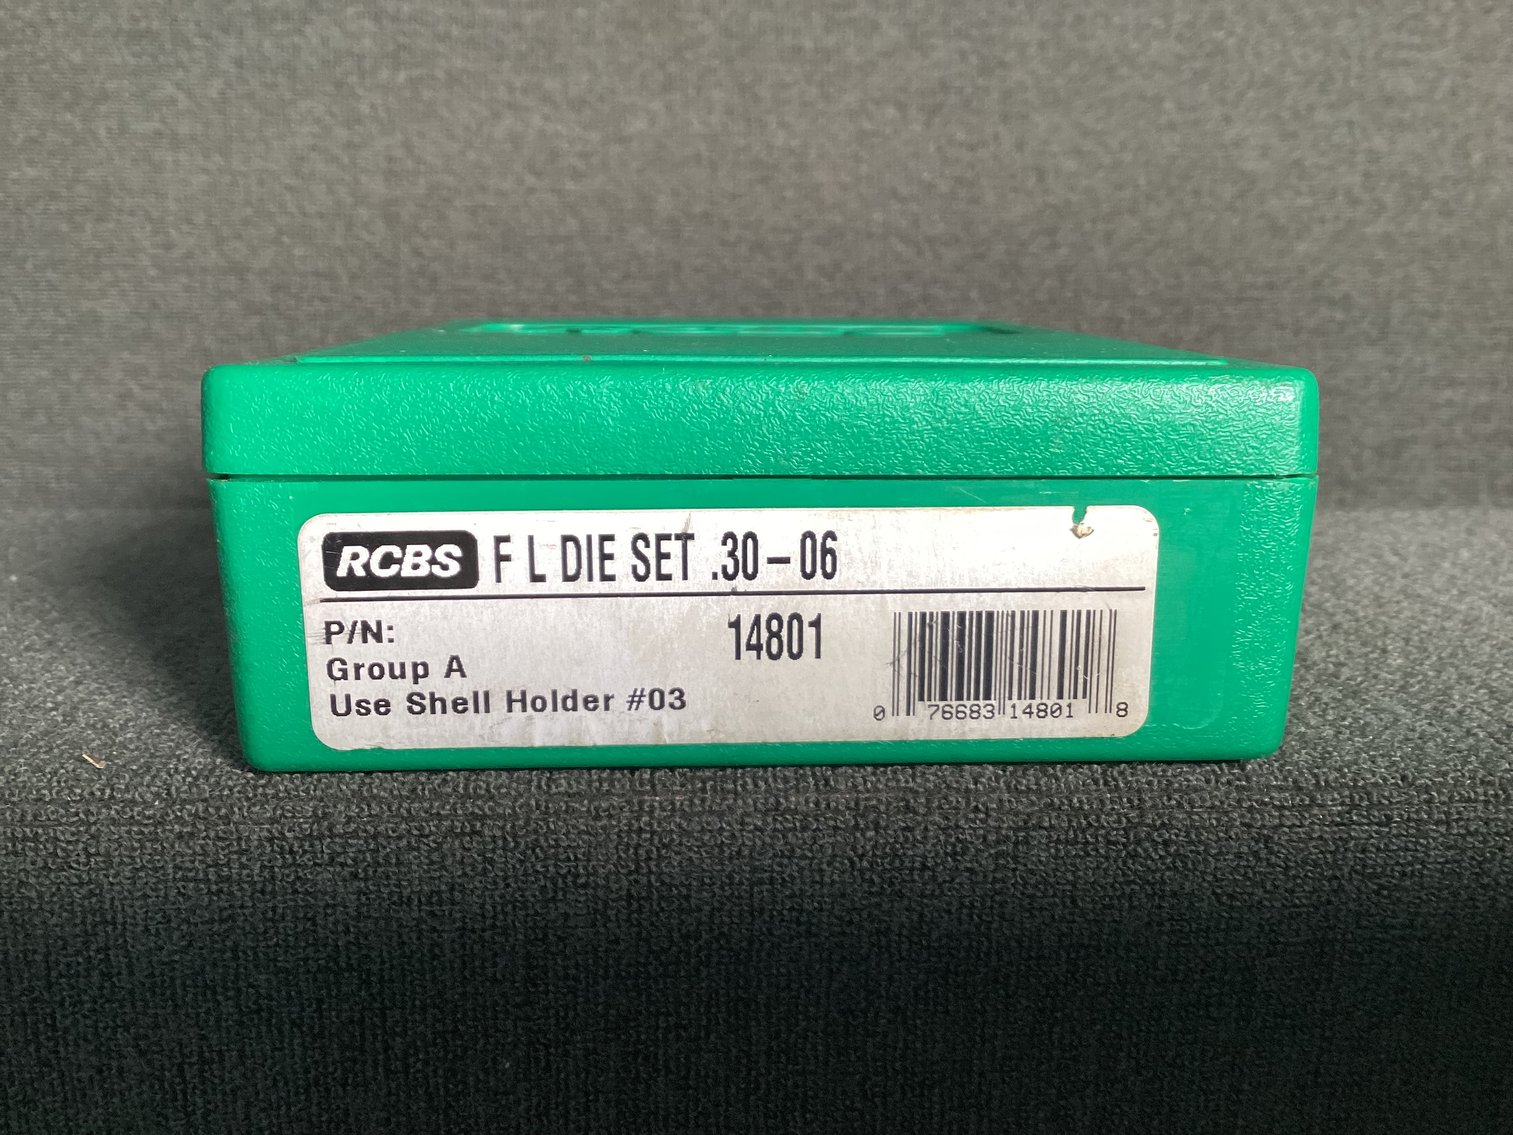 RCBS F L DIE SET .30-06
P/N: 14801
Group A
Use Shell Holder #03
0 76683 14801 8